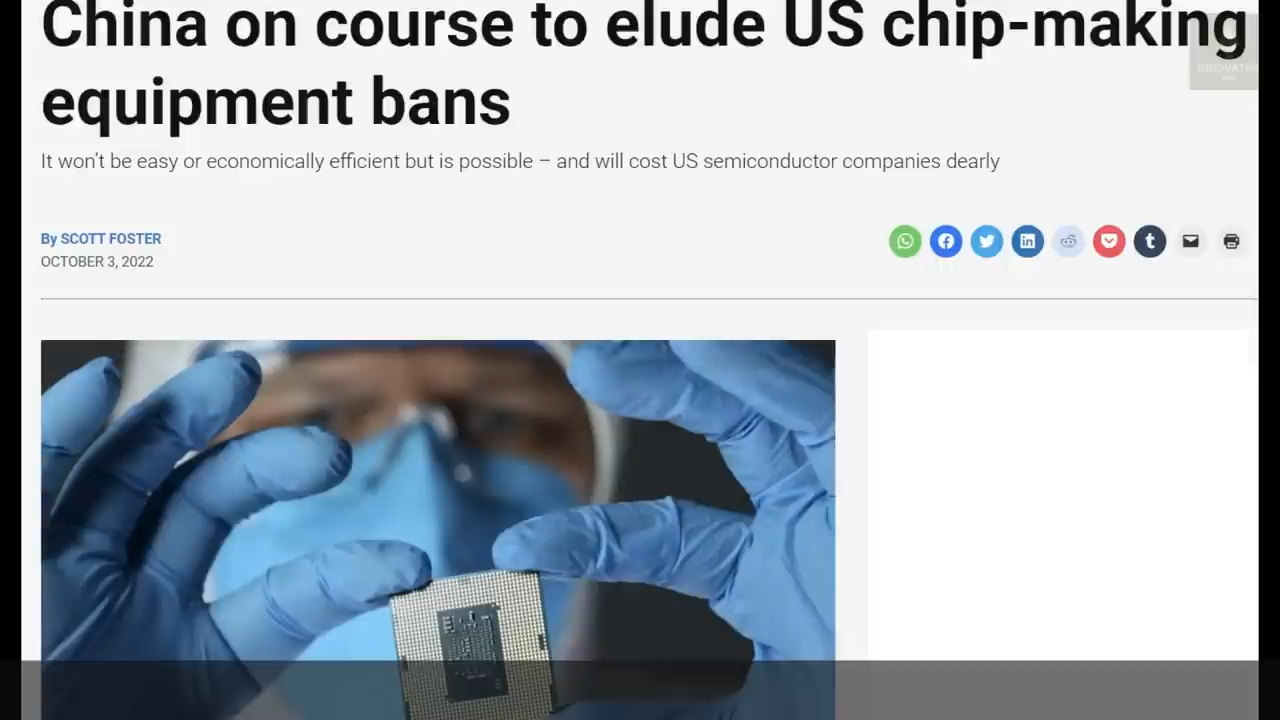 China on course to elude US chip-making
equipment bans
It won't be easy or economically efficient but is possible – and will cost US semiconductor companies dearly
By SCOTT FOSTER
OCTOBER 3, 2022